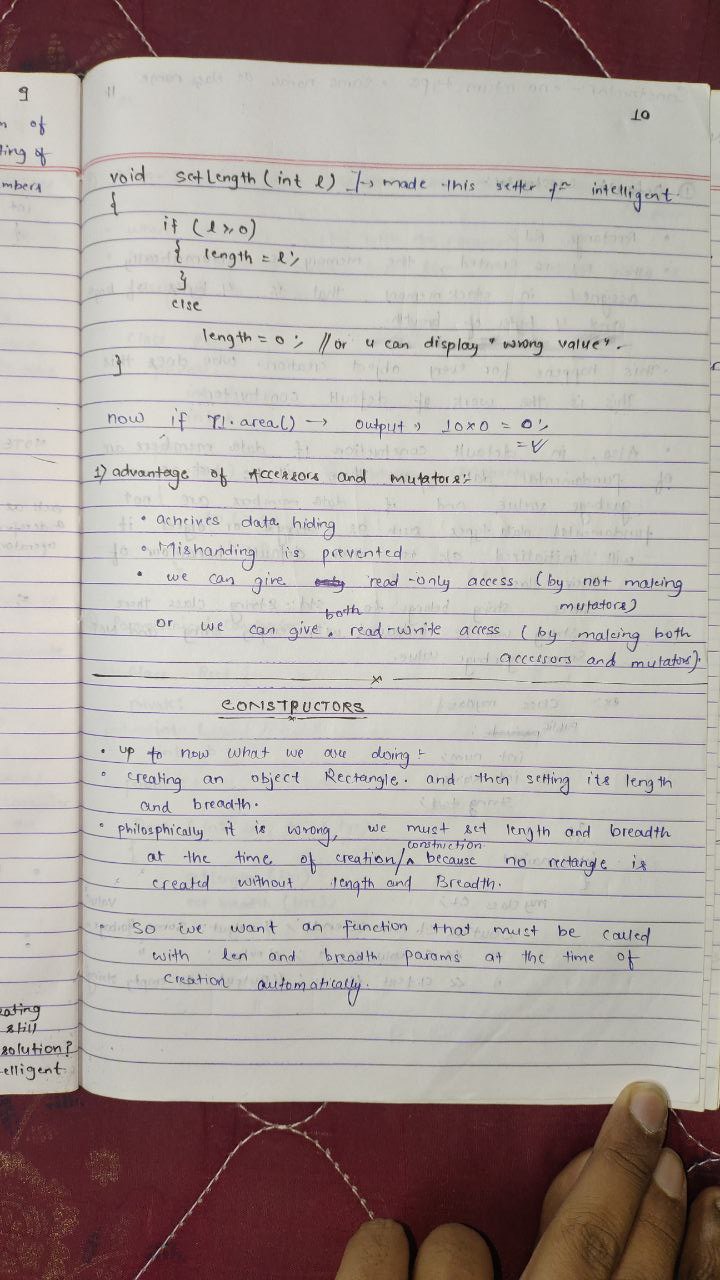 9
of
ting of
mbers
10
void setLength (int l) } → made this setter fn intelligent.
{
if (l >, 0)
{ length = l;
}
else
length = 0; // or u can display "wrong value".
}
now if r1.area() → output, 10x0 = 0;
= ∀
1) advantage of Accessors and mutators:-
• acheives data hiding
• Mishanding is prevented
• we can give read-only access (by not making
mutators)
or we can give both read-write access (by making both
accessors and mutators).
x
CONSTRUCTORS
• up to now what we are doing :-
• creating an object Rectangle. and then setting its length
and breadth.
• philosphically it is wrong, we must set length and breadth
at the time of creation/construction because no rectangle is
created without length and Breadth.
• So we want an function that must be called
with len and breadth params at the time of
creation automatically.
eating
still
solution?
elligent